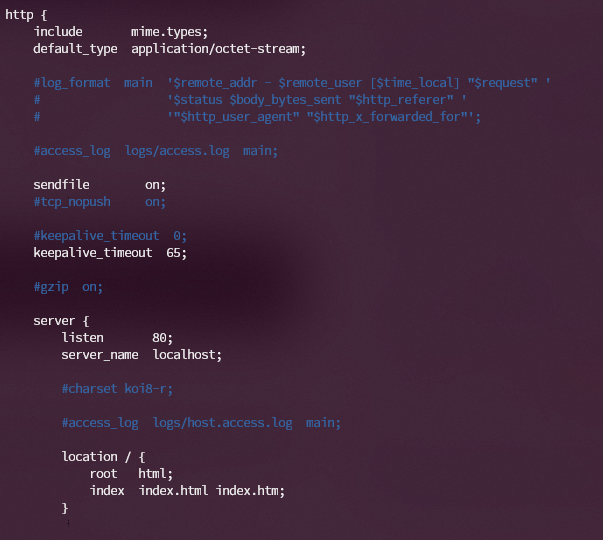 http {
    include       mime.types;
    default_type  application/octet-stream;
    #log_format  main  '$remote_addr - $remote_user [$time_local] "$request" '
    #                  '$status $body_bytes_sent "$http_referer" '
    #                  '"$http_user_agent" "$http_x_forwarded_for"';
    #access_log  logs/access.log  main;
    sendfile        on;
    #tcp_nopush     on;
    #keepalive_timeout  0;
    keepalive_timeout  65;
    #gzip  on;
    server {
        listen       80;
        server_name  localhost;
        #charset koi8-r;
        #access_log  logs/host.access.log  main;
        location / {
            root   html;
            index  index.html index.htm;
        }